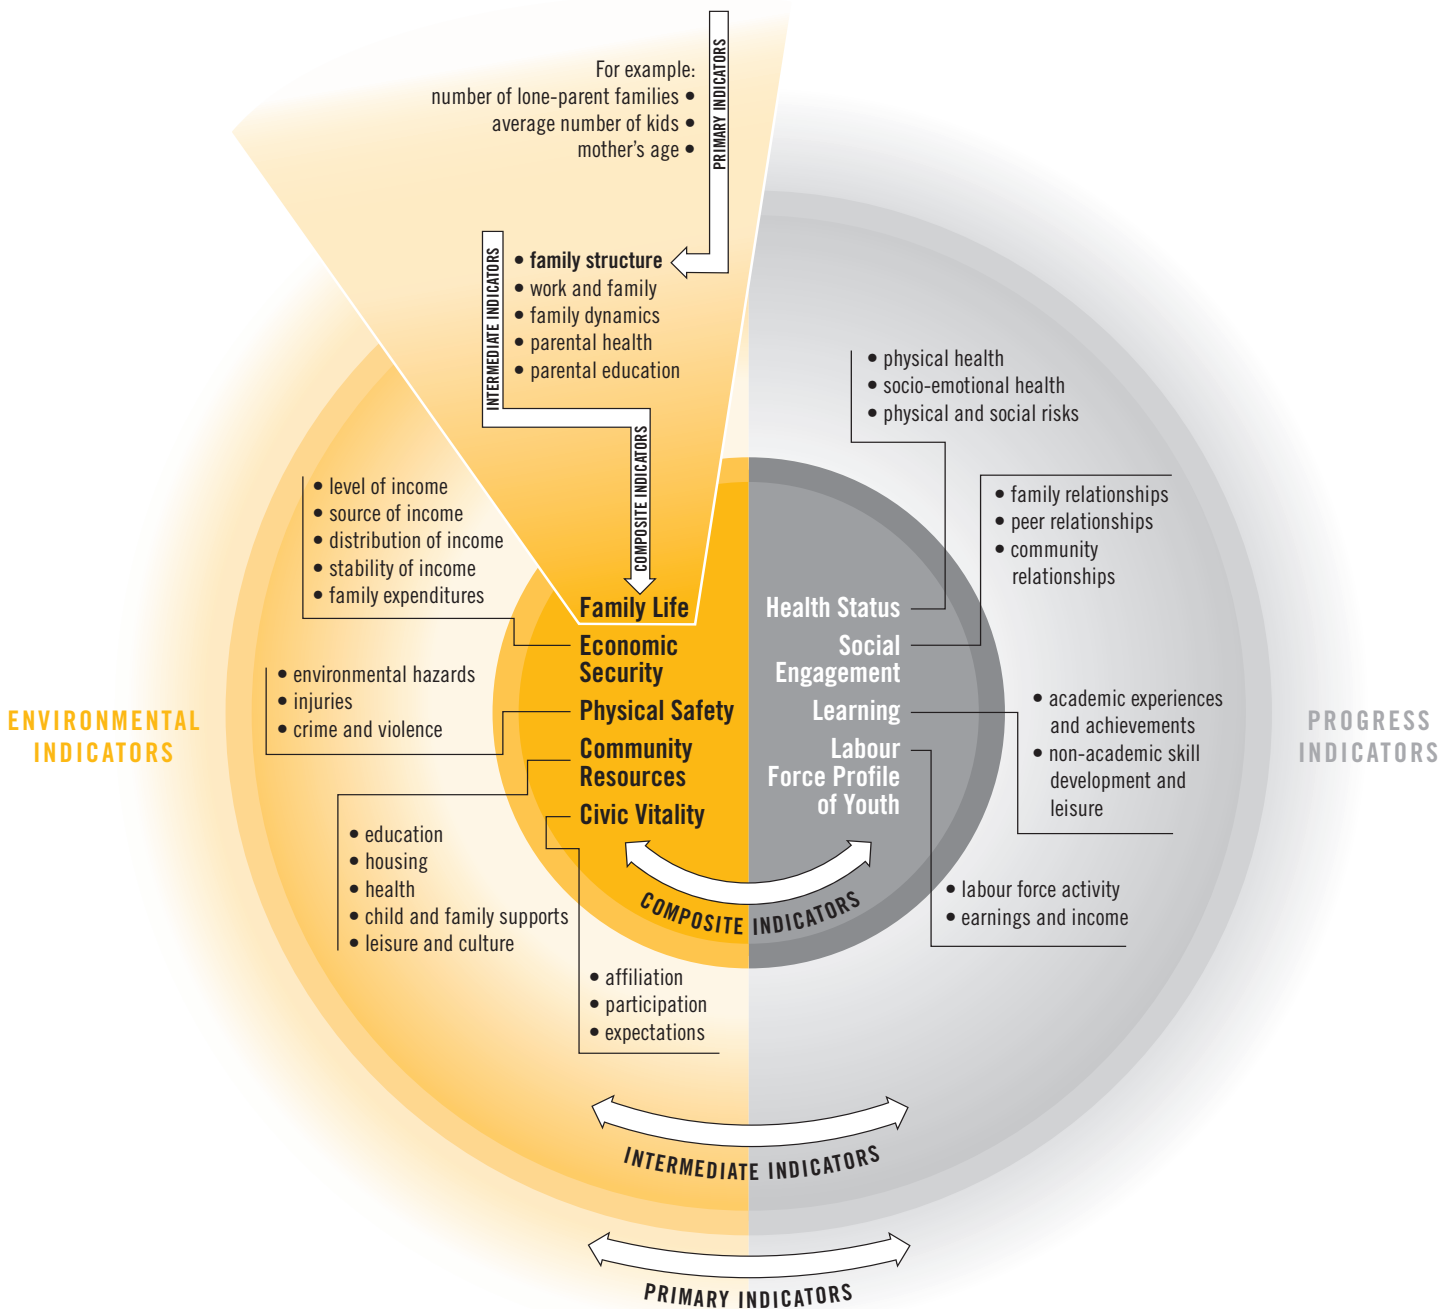 PRIMARY INDICATORS
For example:
number of lone-parent families •
average number of kids •
mother's age •
INTERMEDIATE INDICATORS
• family structure
• work and family
• family dynamics
• parental health
• parental education
COMPOSITE INDICATORS
• level of income
• source of income
• distribution of income
• stability of income
• family expenditures
• environmental hazards
• injuries
• crime and violence
ENVIRONMENTAL
INDICATORS
• education
• housing
• health
• child and family supports
• leisure and culture
• affiliation
• participation
• expectations
Family Life
Economic
Security
Physical Safety
Community
Resources
Civic Vitality
Health Status
Social
Engagement
Learning
Labour
Force Profile
of Youth
• physical health
• socio-emotional health
• physical and social risks
• family relationships
• peer relationships
• community
relationships
• academic experiences
and achievements
• non-academic skill
development and
leisure
PROGRESS
INDICATORS
• labour force activity
• earnings and income
COMPOSITE INDICATORS
INTERMEDIATE INDICATORS
PRIMARY INDICATORS